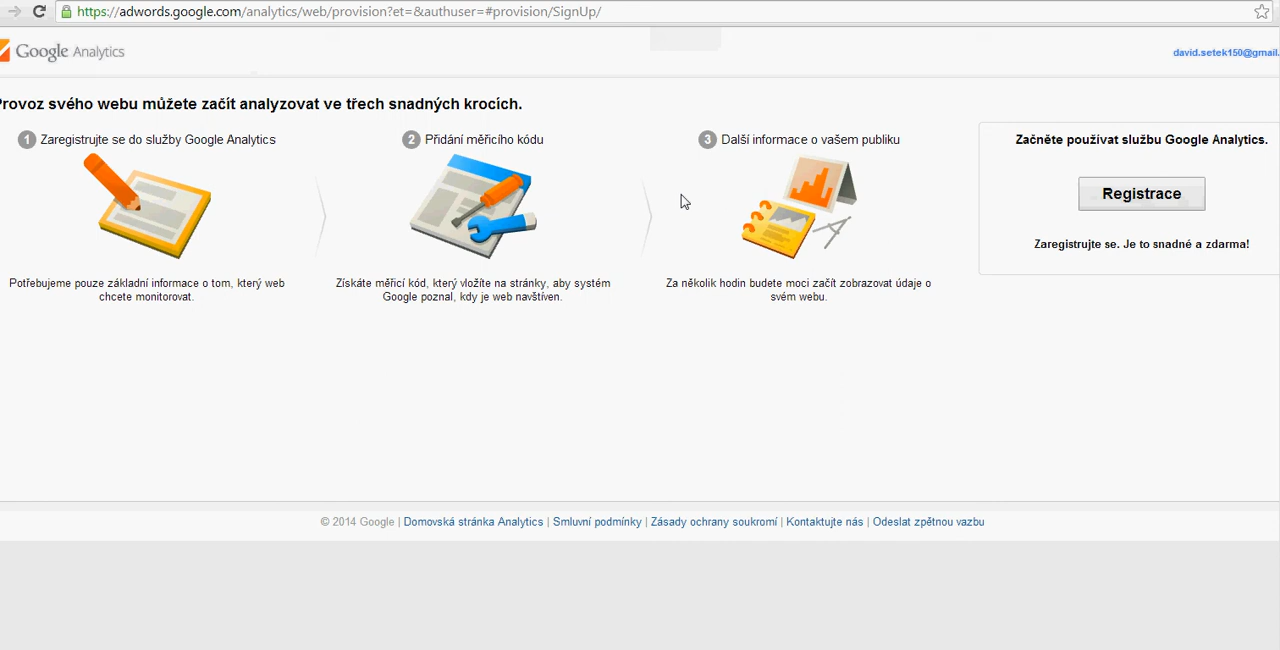 https://adwords.google.com/analytics/web/provision?et=&authuser=#provision/SignUp/
Google Analytics
david.setek150@gmail.
Provoz svého webu můžete začít analyzovat ve třech snadných krocích.
1 Zaregistrujte se do služby Google Analytics
Potřebujeme pouze základní informace o tom, který web
chcete monitorovat.
2 Přidání měřicího kódu
Získáte měřicí kód, který vložíte na stránky, aby systém
Google poznal, kdy je web navštíven.
3 Další informace o vašem publiku
Za několik hodin budete moci začít zobrazovat údaje o
svém webu.
Začněte používat službu Google Analytics.
Registrace
Zaregistrujte se. Je to snadné a zdarma!
© 2014 Google | Domovská stránka Analytics | Smluvní podmínky | Zásady ochrany soukromí | Kontaktujte nás | Odeslat zpětnou vazbu